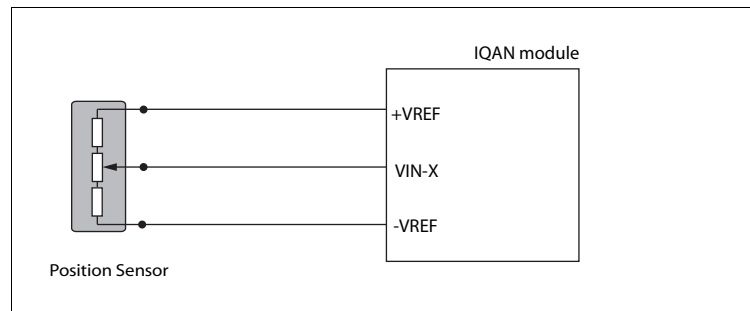 IQAN module
+VREF
VIN-X
-VREF
Position Sensor